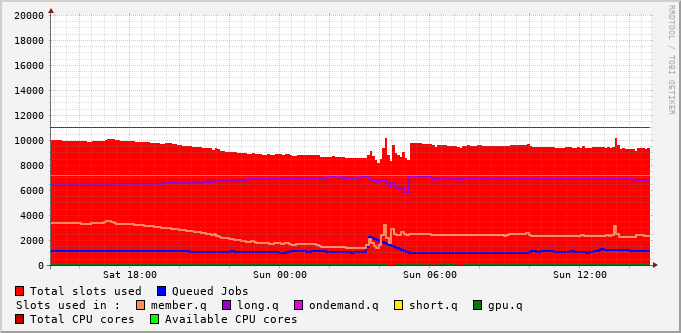 20000
18000
16000
14000
12000
10000
8000
6000
4000
2000
0
Sat 18:00 Sun 00:00 Sun 06:00 Sun 12:00
RRDTOOL / TOBI OETIKER
Total slots used Queued Jobs
Slots used in : member.q long.q ondemand.q short.q gpu.q
Total CPU cores Available CPU cores